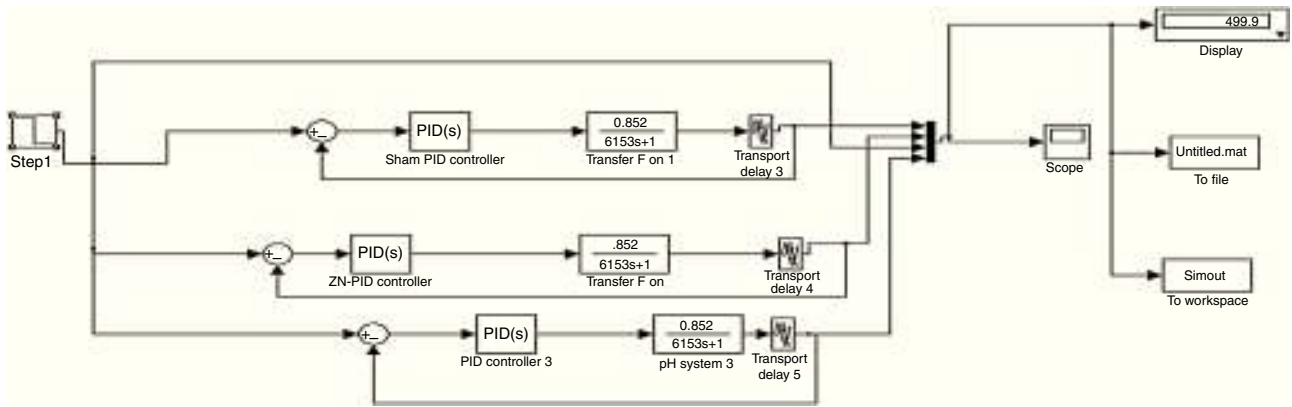 499.9
Display
Step1
+
−
PID(s)
Sham PID controller
0.852
6153s+1
Transfer F on 1
Transport
delay 3
Scope
Untitled.mat
To file
+
−
PID(s)
ZN-PID controller
.852
6153s+1
Transfer F on
Transport
delay 4
Simout
To workspace
+
−
PID(s)
PID controller 3
0.852
6153s+1
pH system 3
Transport
delay 5